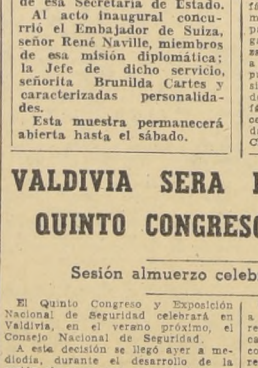 de esa Secretaría de Estado.
Al acto inaugural concu-
rrió el Embajador de Suiza,
señor René Naville, miembros
de esa misión diplomática;
la Jefe de dicho servicio,
señorita Brunilda Cartes y
caracterizadas personalida-
des.
Esta muestra permanecerá
abierta hasta el sábado.
VALDIVIA SERA
QUINTO CONGRESO
Sesión almuerzo celeb
El Quinto Congreso y Exposición
Nacional de Seguridad celebrará en
Valdivia, en el verano próximo, el
Consejo Nacional de Seguridad.
A esta decisión se llegó ayer a me-
diodía, durante el desarrollo de la